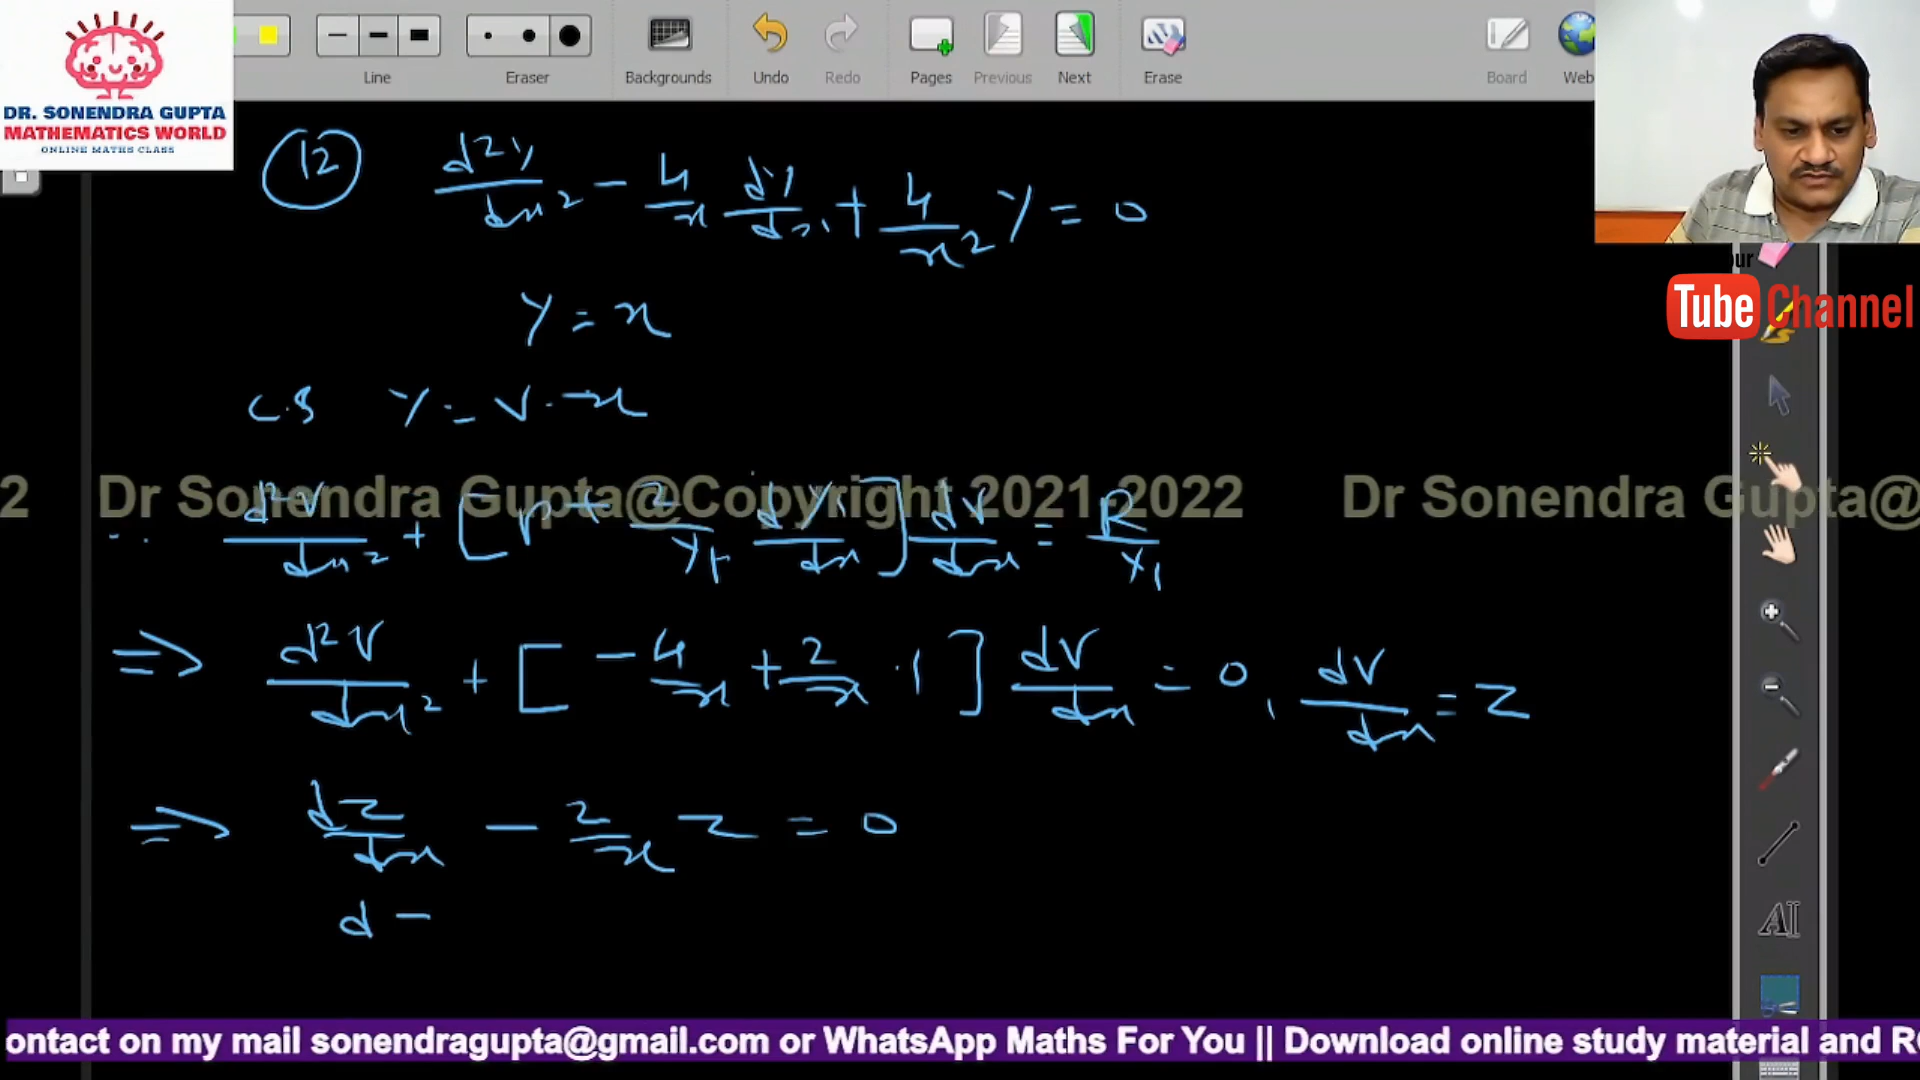 DR. SONENDRA GUPTA
MATHEMATICS WORLD
ONLINE MATHS CLASS
Line
Eraser
Backgrounds
Undo
Redo
Pages
Previous
Next
Erase
Board
Web
our
Tube Channel
(12) d²y/dx² - 4/x dy/dx + 4/x² y = 0
y = x
C.S y = v.x
2 Dr Sonendra Gupta@Copyright 2021-2022 Dr Sonendra Gupta@
∴ d²v/dx² + [P + 2/y₁ dy₁/dx] dv/dx = R/y₁
⇒ d²v/dx² + [-4/x + 2/x · 1] dv/dx = 0, dv/dx = z
⇒ dz/dx - 2/x z = 0
d -
AI
ontact on my mail sonendragupta@gmail.com or WhatsApp Maths For You || Download online study material and R